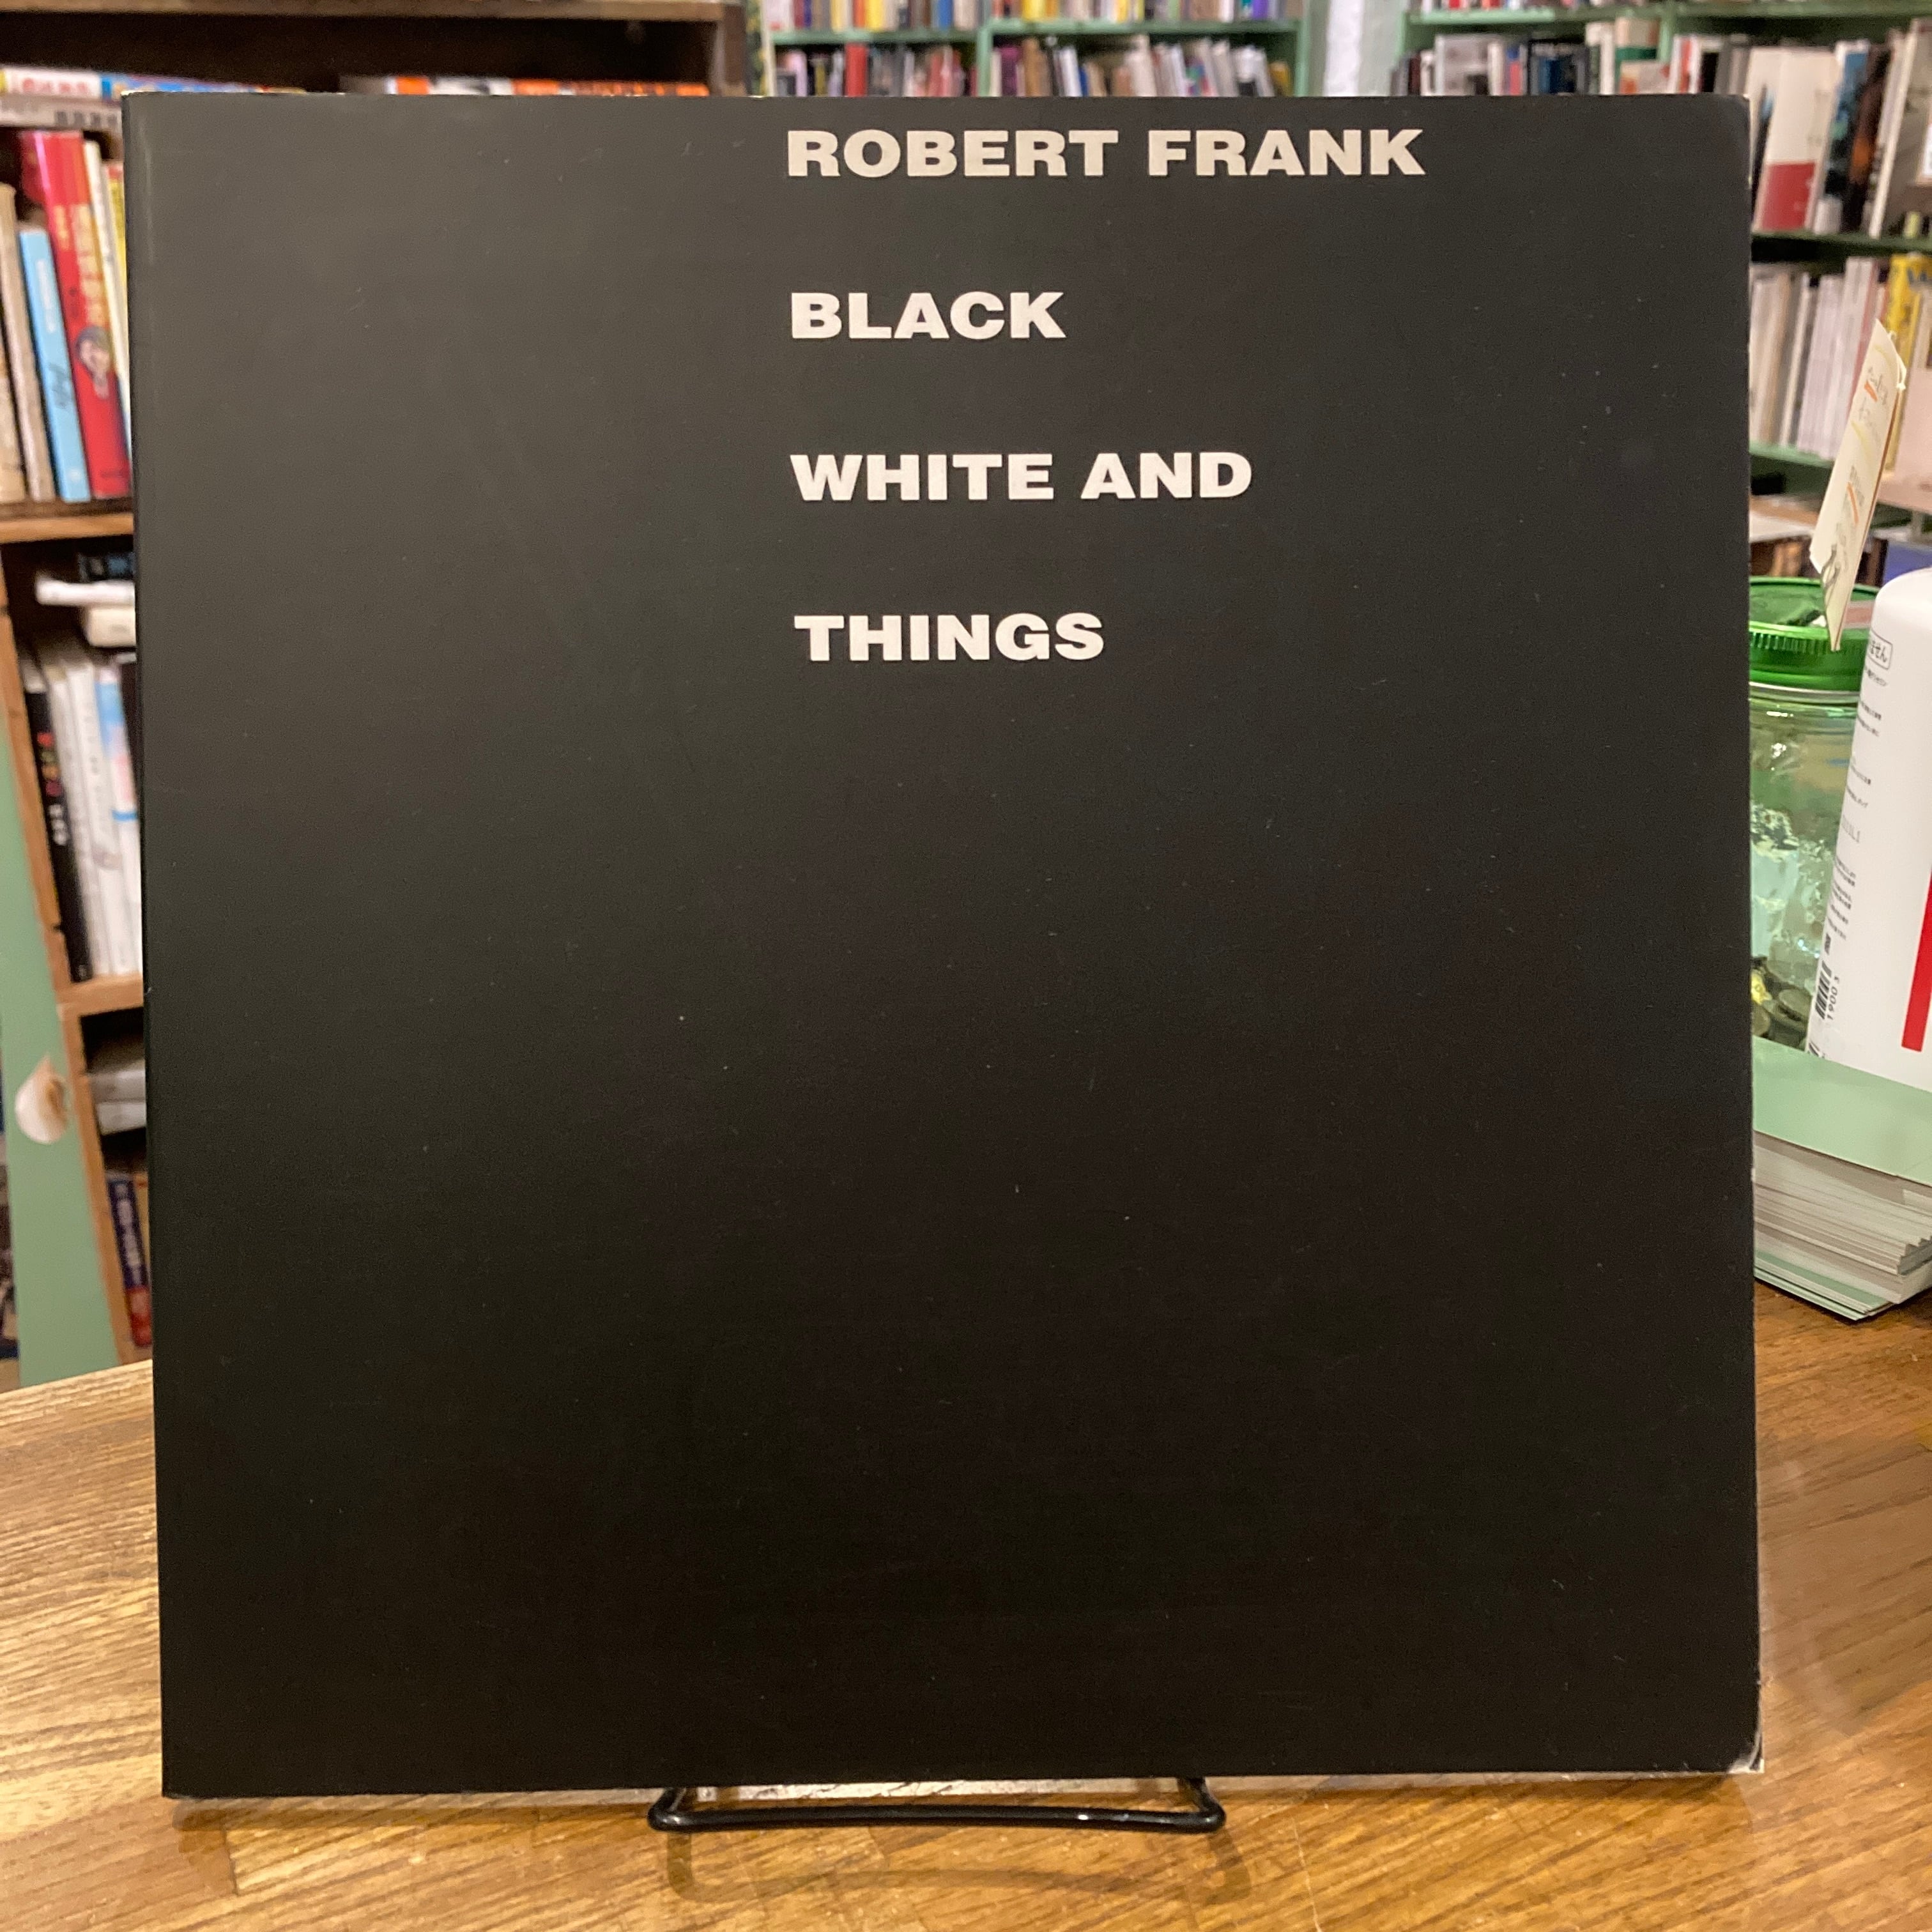 ROBERT FRANK
BLACK
WHITE AND
THINGS